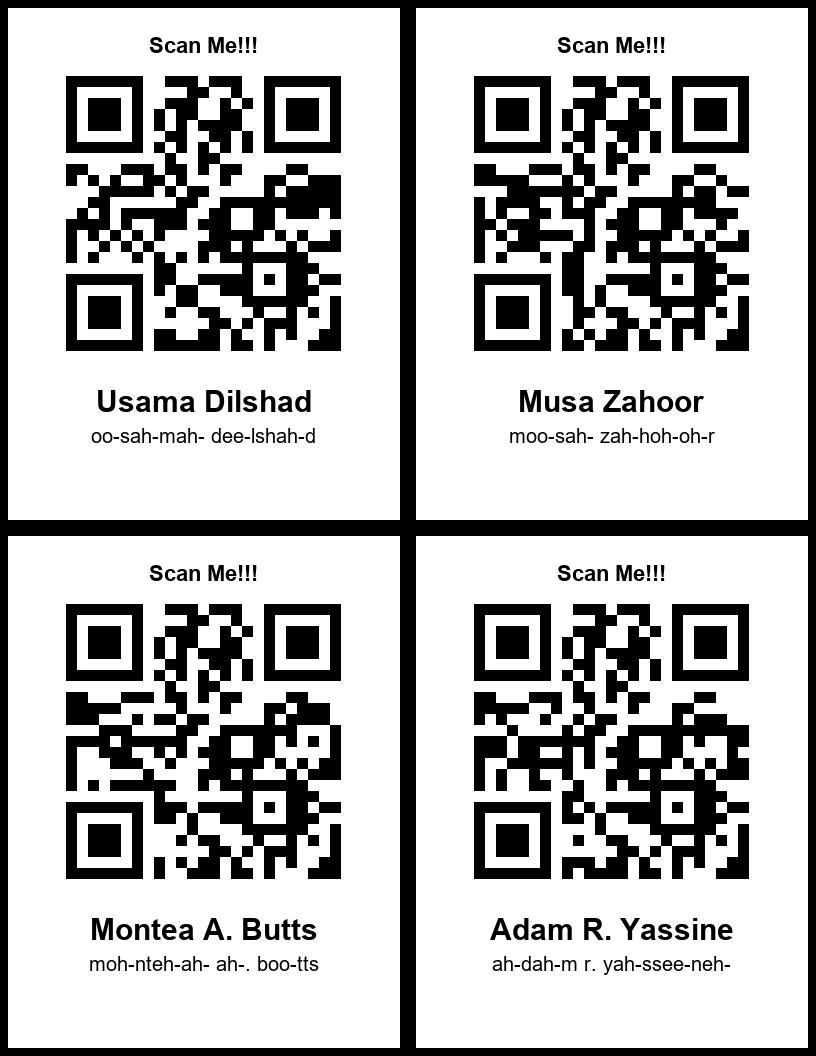 Scan Me!!!
Usama Dilshad
oo-sah-mah- dee-lshah-d
Scan Me!!!
Musa Zahoor
moo-sah- zah-hoh-oh-r
Scan Me!!!
Montea A. Butts
moh-nteh-ah- ah-. boo-tts
Scan Me!!!
Adam R. Yassine
ah-dah-m r. yah-ssee-neh-